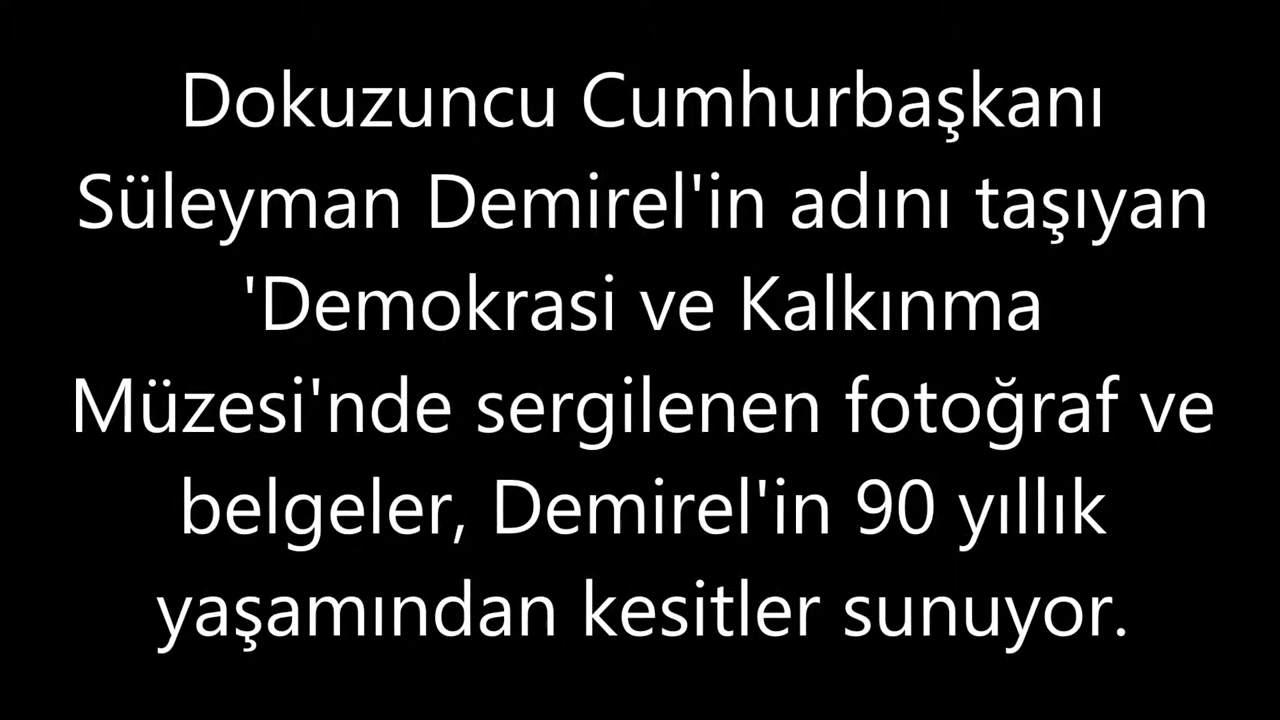 Dokuzuncu Cumhurbaşkanı
Süleyman Demirel'in adını taşıyan
'Demokrasi ve Kalkınma
Müzesi'nde sergilenen fotoğraf ve
belgeler, Demirel'in 90 yıllık
yaşamından kesitler sunuyor.